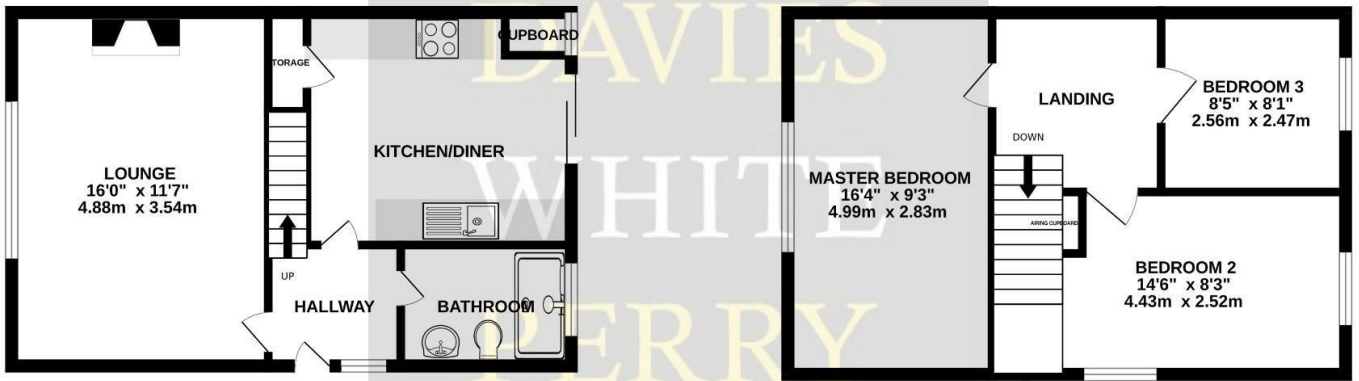 DAVIES
WHITE
PERRY
LOUNGE
16'0" x 11'7"
4.88m x 3.54m
TORAGE
KITCHEN/DINER
CUPBOARD
UP
HALLWAY
BATHROOM
MASTER BEDROOM
16'4" x 9'3"
4.99m x 2.83m
LANDING
DOWN
AIRING CUPBOARD
BEDROOM 3
8'5" x 8'1"
2.56m x 2.47m
BEDROOM 2
14'6" x 8'3"
4.43m x 2.52m